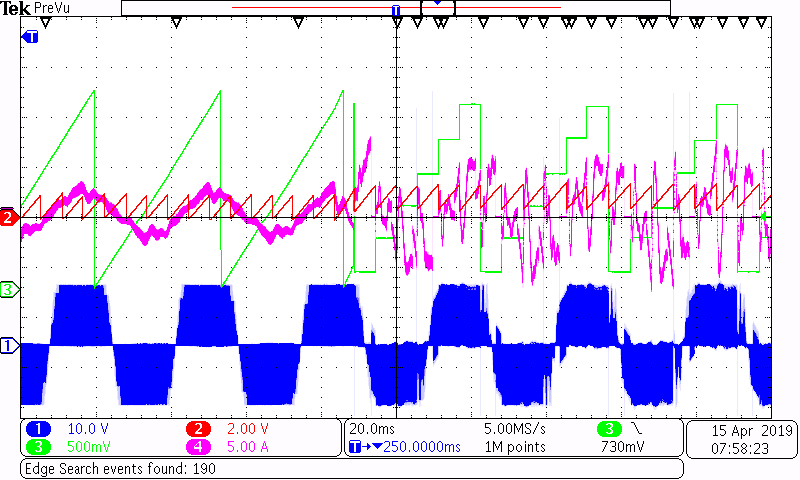 Tek PreVu
T
T
2
3
1
1 10.0 V 2 2.00 V
3 500mV 4 5.00 A
20.0ms 5.00MS/s 3
T→▼250.0000ms 1M points 730mV
15 Apr 2019
07:58:23
Edge Search events found: 190